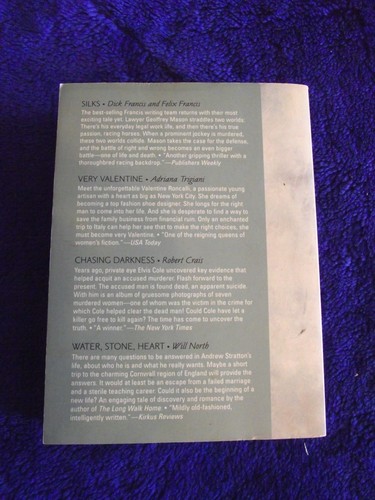 SILKS • Dick Francis and Felix Francis
The best-selling Francis writing team returns with their most
exciting tale yet. Lawyer Geoffrey Mason straddles two worlds:
There's his everyday legal work life, and then there's his true
passion, racing horses. When a prominent jockey is murdered,
these two worlds collide. Mason takes the case for the defense,
and the battle of right and wrong becomes an even bigger
battle—one of life and death. • "Another gripping thriller with a
thoroughbred racing backdrop."—Publishers Weekly
VERY VALENTINE • Adriana Trigiani
Meet the unforgettable Valentine Roncalli, a passionate young
artisan with a heart as big as New York City. She dreams of
becoming a top fashion shoe designer. She longs for the right
men to come into her life. And she is desperate to find a way to
save the family business from financial ruin. Only an enchanted
trip to Italy can help her see that to make the right choices, she
must become very Valentine. • "One of the reigning queens of
women's fiction."—USA Today
CHASING DARKNESS • Robert Crais
Years ago, private eye Elvis Cole uncovered key evidence that
helped acquit an accused murderer. Flash forward to the
present. The accused man is found dead, an apparent suicide.
With him is an album of gruesome photographs of seven
murdered women—one of whom was the victim in the crime for
which Cole helped clear the dead man! Could Cole have let a
killer go free to kill again? The time has come to uncover the
truth. • "A winner."—The New York Times
WATER, STONE, HEART • Will North
There are many questions to be answered in Andrew Stratton's
life, about who he is and what he really wants. Maybe a short
trip to the charming Cornwall region of England will provide the
answers. It would at least be an escape from a failed marriage
and a sterile teaching career. Could it also be the beginning of a
new life? An engaging tale of discovery and romance by the
author of The Long Walk Home. • "Mildly old-fashioned,
intelligently written."—Kirkus Reviews